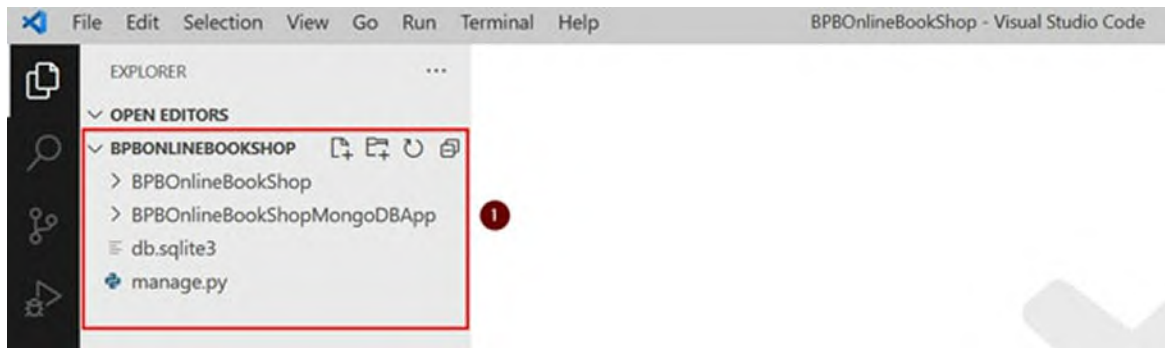 File Edit Selection View Go Run Terminal Help BPBOnlineBookShop - Visual Studio Code
EXPLORER ...
OPEN EDITORS
BPBONLINEBOOKSHOP
BPBOnlineBookShop
BPBOnlineBookShopMongoDBApp
1
db.sqlite3
manage.py